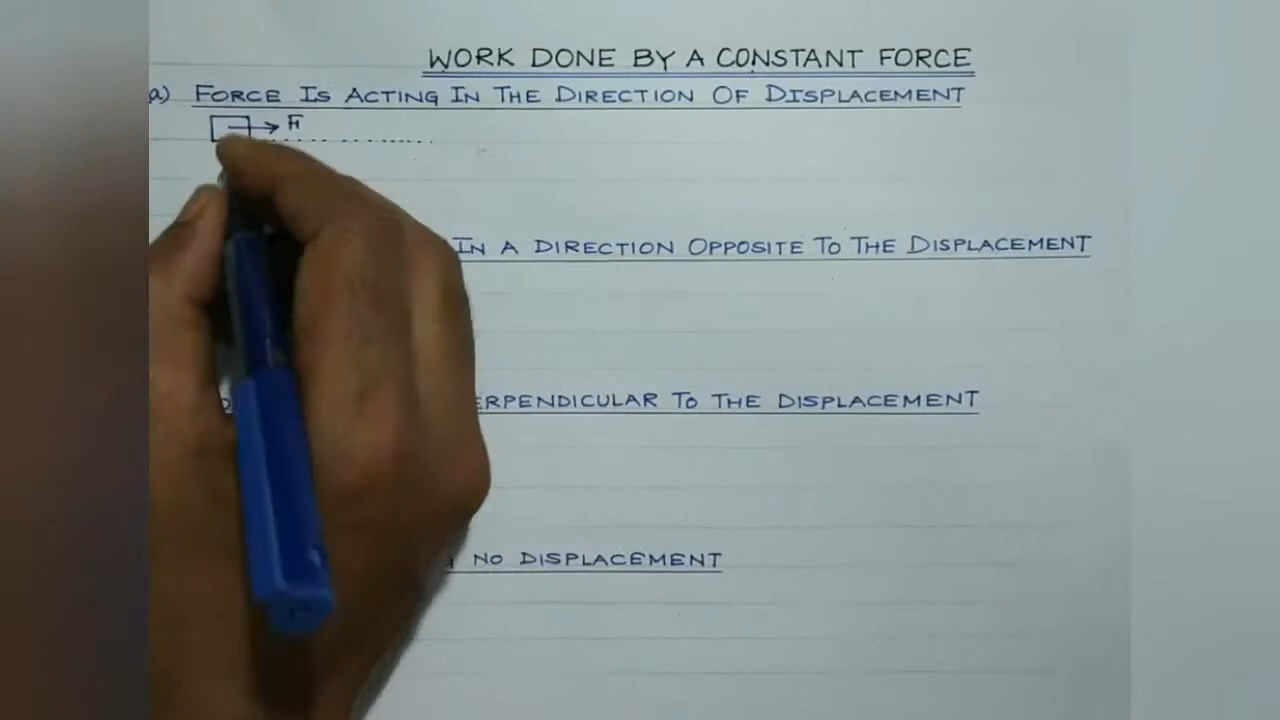 WORK DONE BY A CONSTANT FORCE
a) FORCE IS ACTING IN THE DIRECTION OF DISPLACEMENT
F
IN A DIRECTION OPPOSITE TO THE DISPLACEMENT
ERPENDICULAR TO THE DISPLACEMENT
NO DISPLACEMENT